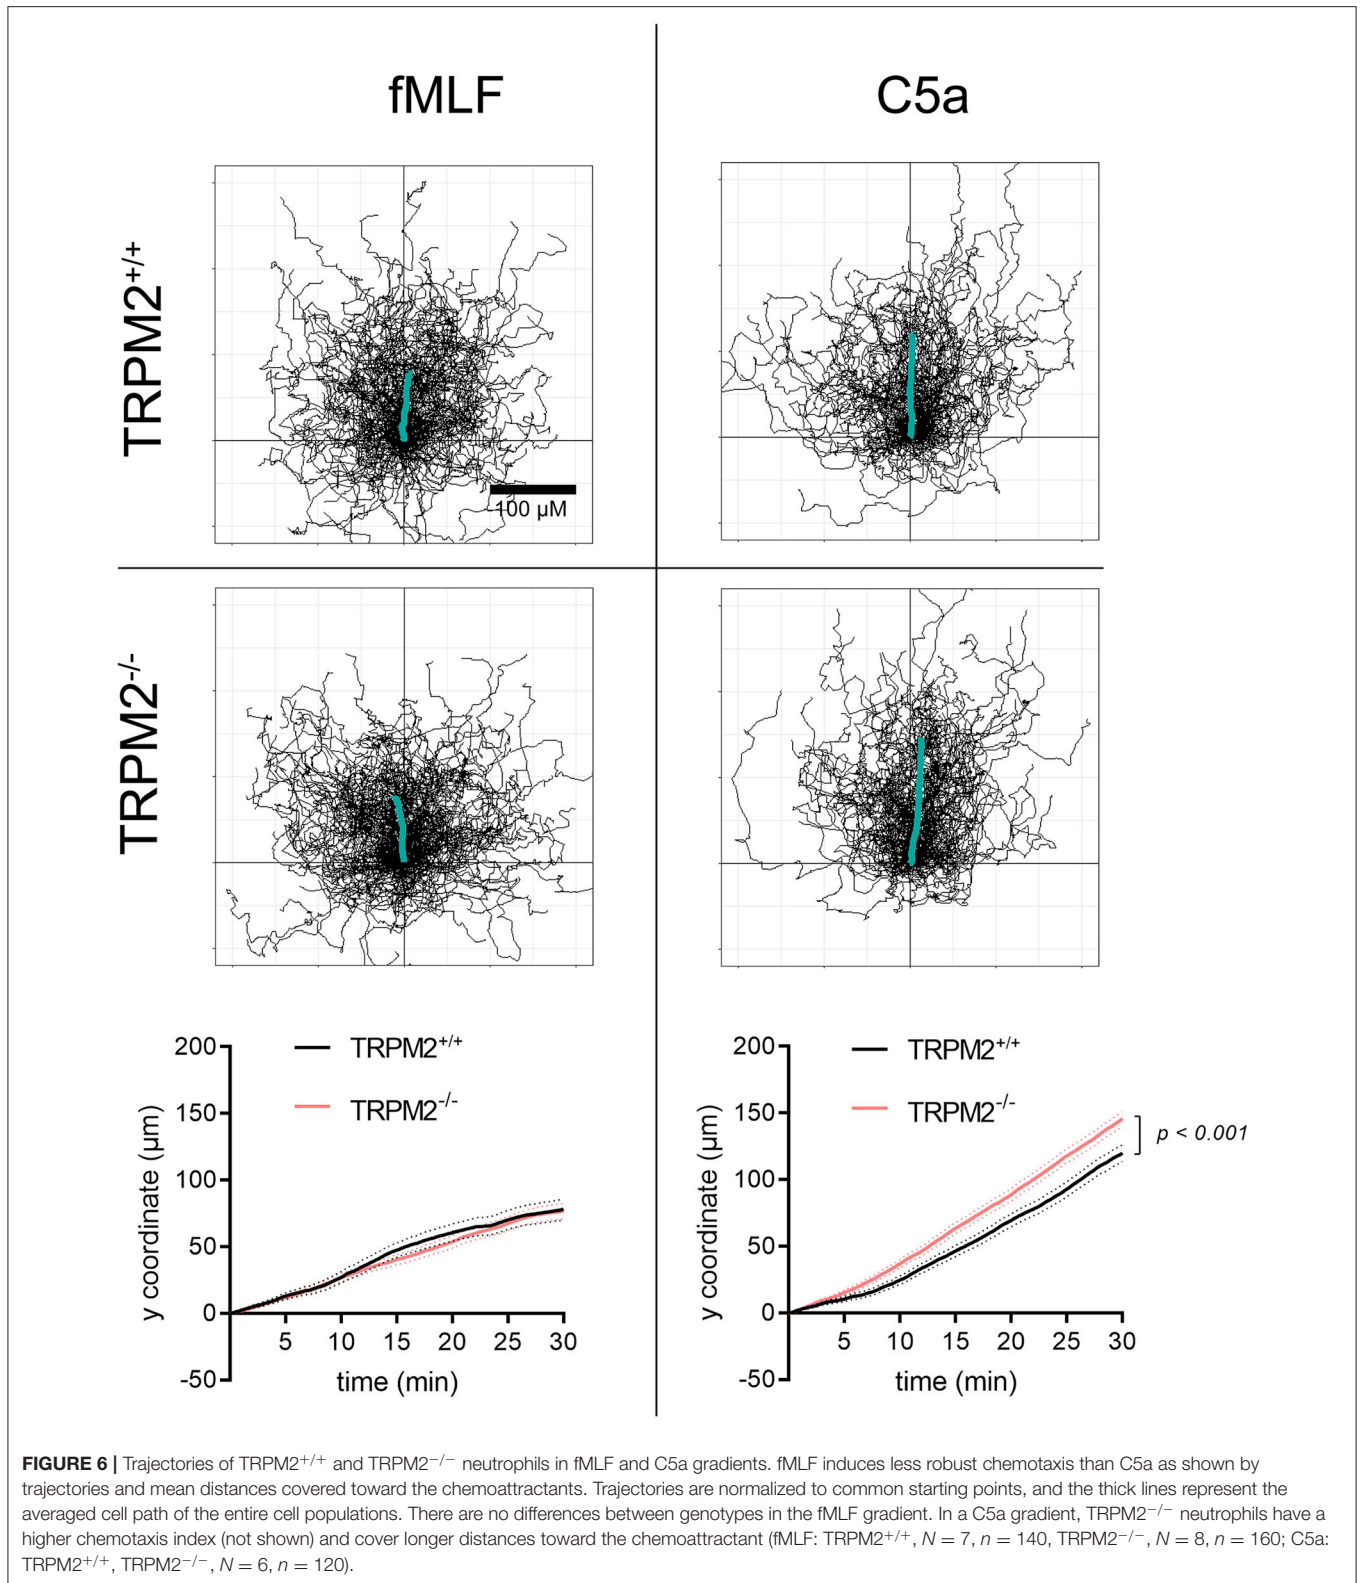 fMLF
C5a
TRPM2+/+
100 µM
TRPM2-/-
200
150
100
50
0
-50
y coordinate (µm)
TRPM2+/+
TRPM2-/-
5 10 15 20 25 30
time (min)
200
150
100
50
0
-50
y coordinate (µm)
TRPM2+/+
TRPM2-/-
p < 0.001
5 10 15 20 25 30
time (min)
FIGURE 6 | Trajectories of TRPM2+/+ and TRPM2−/− neutrophils in fMLF and C5a gradients. fMLF induces less robust chemotaxis than C5a as shown by
trajectories and mean distances covered toward the chemoattractants. Trajectories are normalized to common starting points, and the thick lines represent the
averaged cell path of the entire cell populations. There are no differences between genotypes in the fMLF gradient. In a C5a gradient, TRPM2−/− neutrophils have a
higher chemotaxis index (not shown) and cover longer distances toward the chemoattractant (fMLF: TRPM2+/+, N = 7, n = 140, TRPM2−/−, N = 8, n = 160; C5a:
TRPM2+/+, TRPM2−/−, N = 6, n = 120).